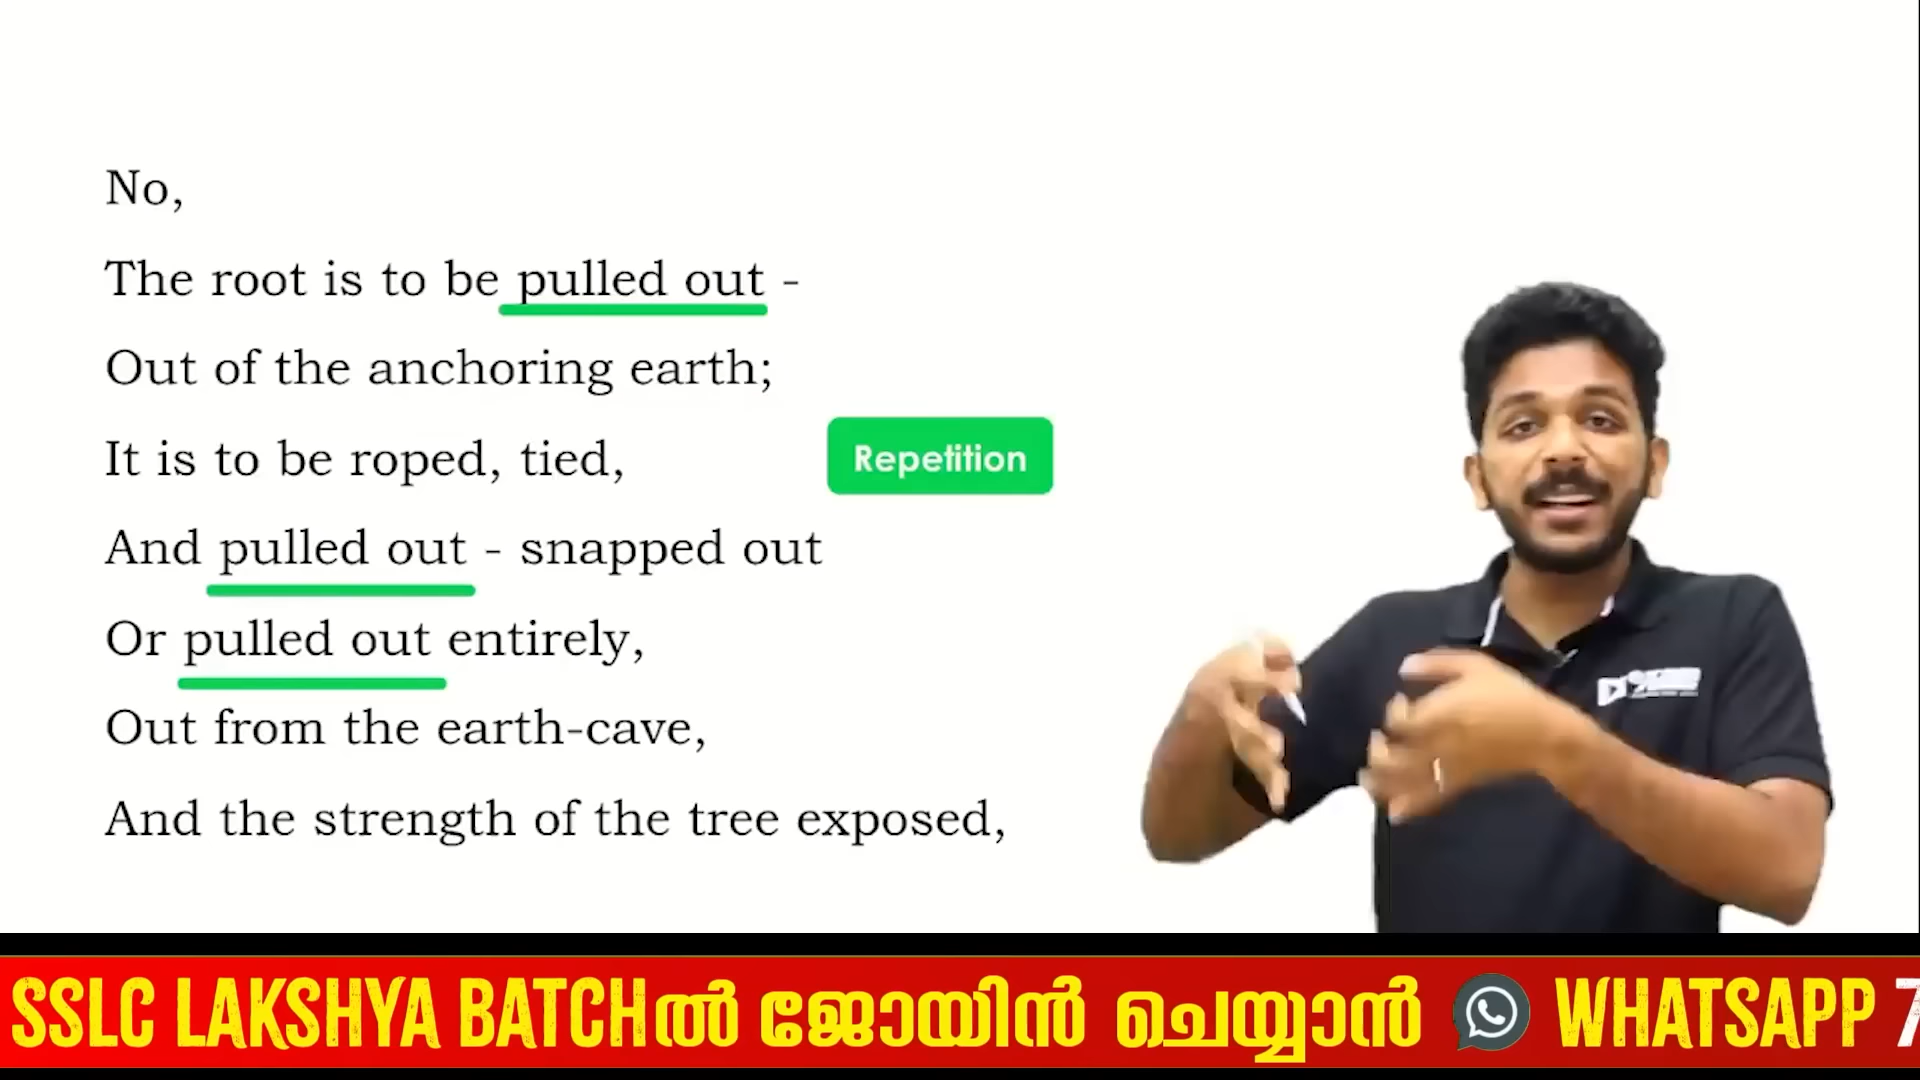 No,
The root is to be pulled out -
Out of the anchoring earth;
It is to be roped, tied,
Repetition
And pulled out - snapped out
Or pulled out entirely,
Out from the earth-cave,
And the strength of the tree exposed,
SSLC LAKSHYA BATCHൽ ജോയിൻ ചെയ്യാൻ WHATSAPP 7